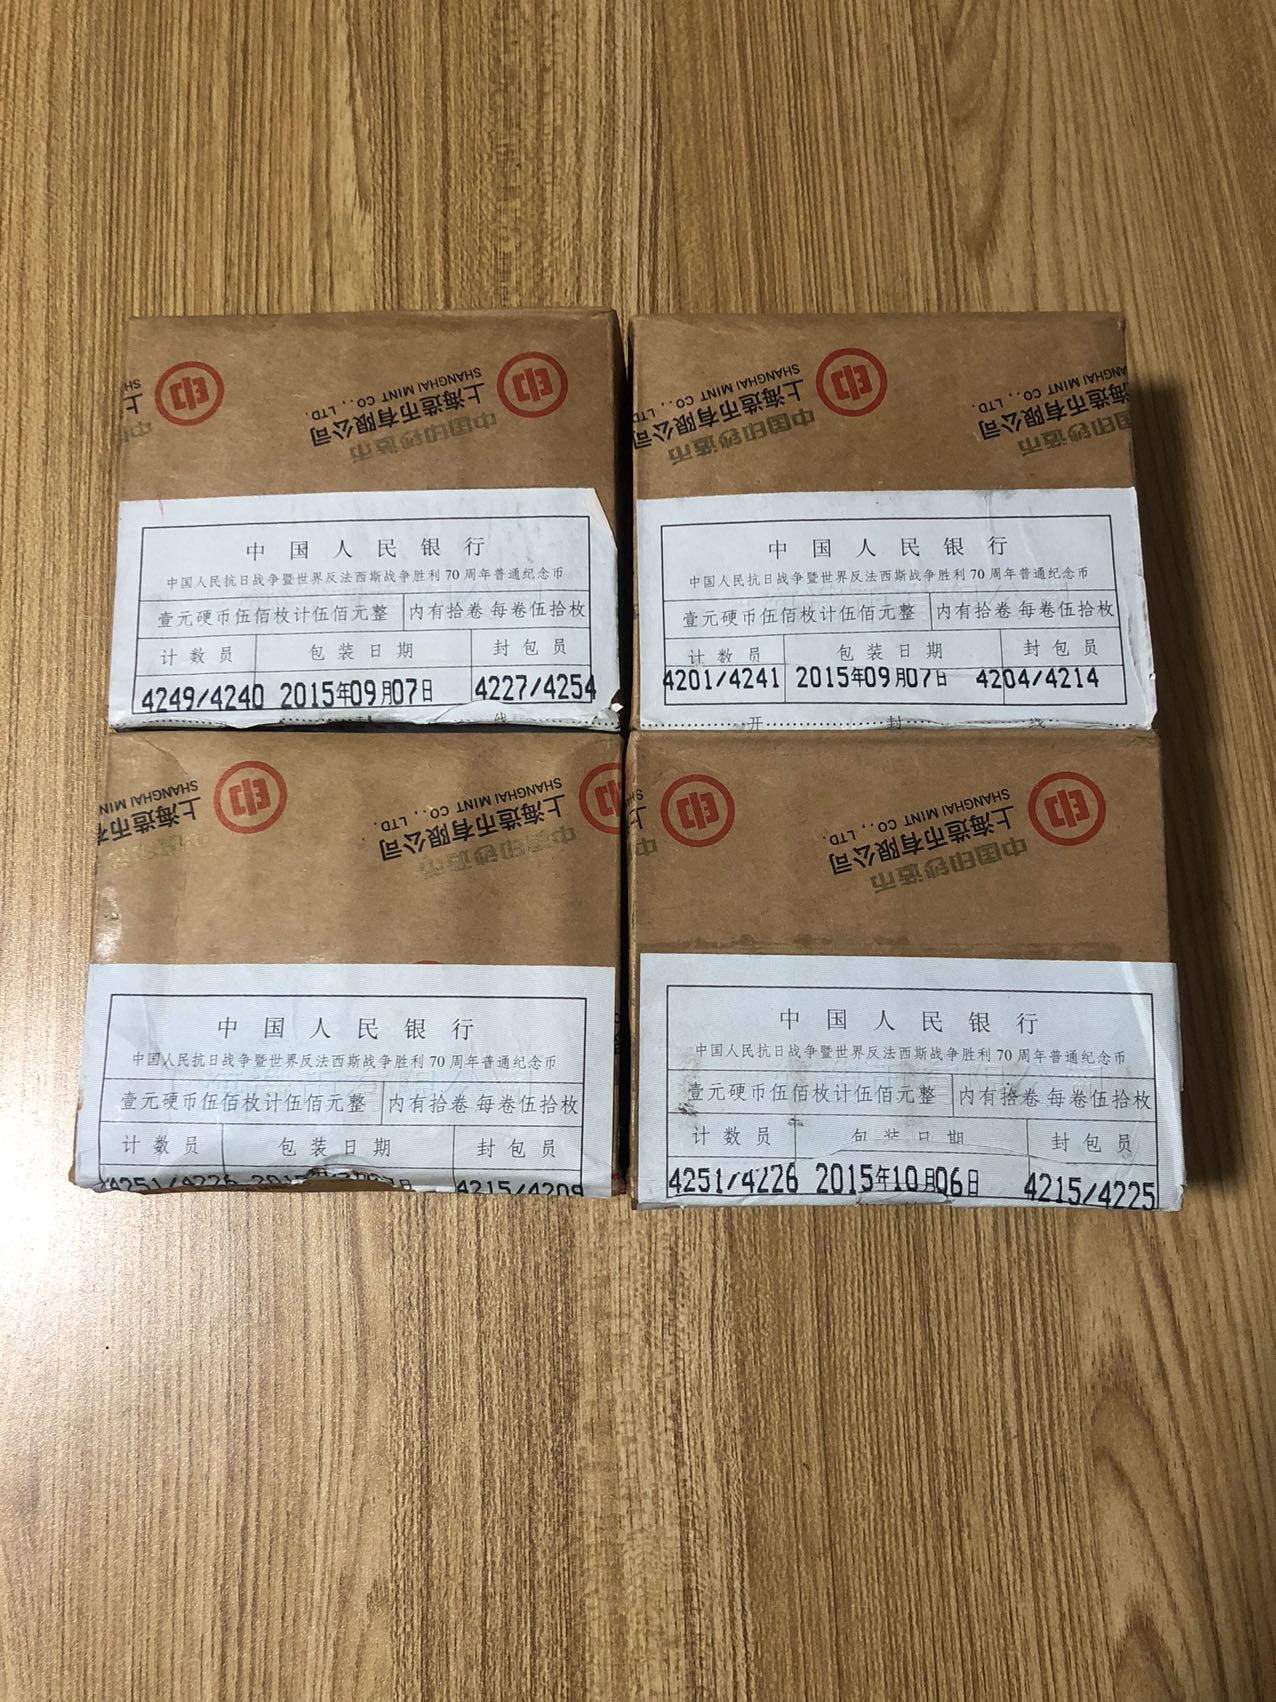 SHANGHAI MINT CO., LTD.
上海造币有限公司
中国印钞造币
中国人民银行
中国人民抗日战争暨世界反法西斯战争胜利70周年普通纪念币
壹元硬币伍佰枚计伍佰元整 内有拾卷 每卷伍拾枚
计数员 包装日期 封包员
4249/4240 2015年09月07日 4227/4254
SHANGHAI MINT CO., LTD.
上海造币有限公司
中国印钞造币
中国人民银行
中国人民抗日战争暨世界反法西斯战争胜利70周年普通纪念币
壹元硬币伍佰枚计伍佰元整 内有拾卷 每卷伍拾枚
计数员 包装日期 封包员
4201/4241 2015年09月07日 4204/4214
开封线
SHANGHAI MINT CO., LTD.
上海造币有限公司
中国印钞造币
中国人民银行
中国人民抗日战争暨世界反法西斯战争胜利70周年普通纪念币
壹元硬币伍佰枚计伍佰元整 内有拾卷 每卷伍拾枚
计数员 包装日期 封包员
4251/4226 4215/4209
SHANGHAI MINT CO., LTD.
上海造币有限公司
中国印钞造币
中国人民银行
中国人民抗日战争暨世界反法西斯战争胜利70周年普通纪念币
壹元硬币伍佰枚计伍佰元整 内有拾卷 每卷伍拾枚
计数员 包装日期 封包员
4251/4226 2015年10月06日 4215/4225